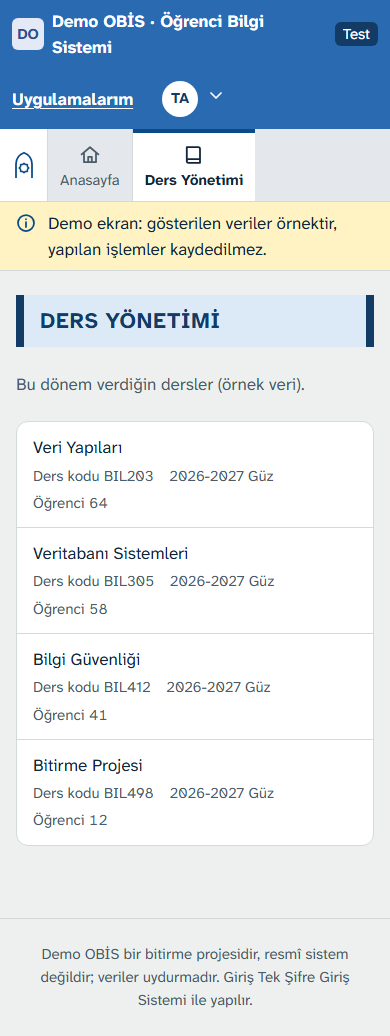 DO
Demo OBİS · Öğrenci Bilgi
Sistemi
Test
Uygulamalarım
TA
Anasayfa
Ders Yönetimi
Demo ekran: gösterilen veriler örnektir,
yapılan işlemler kaydedilmez.
DERS YÖNETİMİ
Bu dönem verdiğin dersler (örnek veri).
Veri Yapıları
Ders kodu BIL203 2026-2027 Güz
Öğrenci 64
Veritabanı Sistemleri
Ders kodu BIL305 2026-2027 Güz
Öğrenci 58
Bilgi Güvenliği
Ders kodu BIL412 2026-2027 Güz
Öğrenci 41
Bitirme Projesi
Ders kodu BIL498 2026-2027 Güz
Öğrenci 12
Demo OBİS bir bitirme projesidir, resmî sistem
değildir; veriler uydurmadır. Giriş Tek Şifre Giriş
Sistemi ile yapılır.